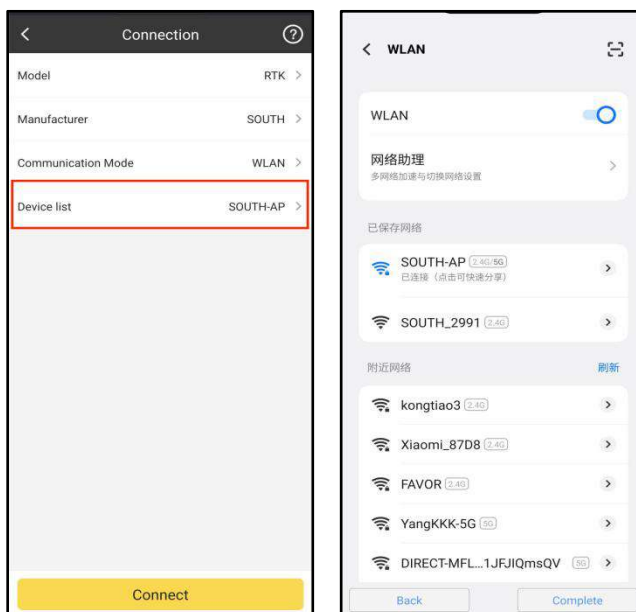 Connection
?
Model RTK
Manufacturer SOUTH
Communication Mode WLAN
Device list SOUTH-AP
Connect
WLAN
WLAN
网络助理
多网络加速与切换网络设置
已保存网络
SOUTH-AP 2.4G/5G
已连接（点击可快速分享）
SOUTH_2991 2.4G
附近网络 刷新
kongtiao3 2.4G
Xiaomi_87D8 2.4G
FAVOR 2.4G
YangKKK-5G 5G
DIRECT-MFL...1JFJIQmsQV 5G
Back Complete